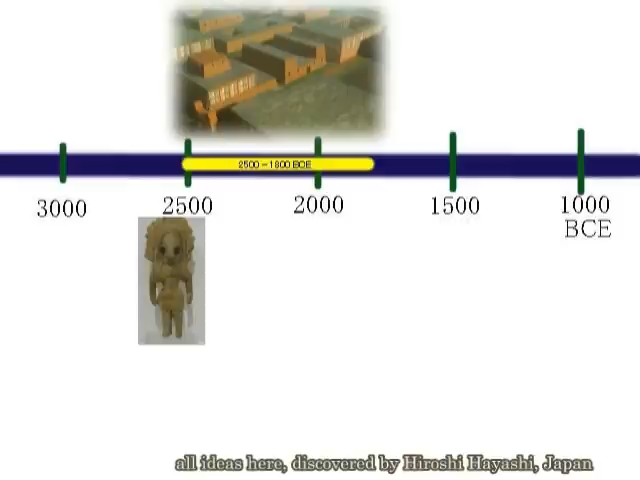 2500 – 1800 BCE
3000 2500 2000 1500 1000
BCE
all ideas here, discovered by Hiroshi Hayashi, Japan